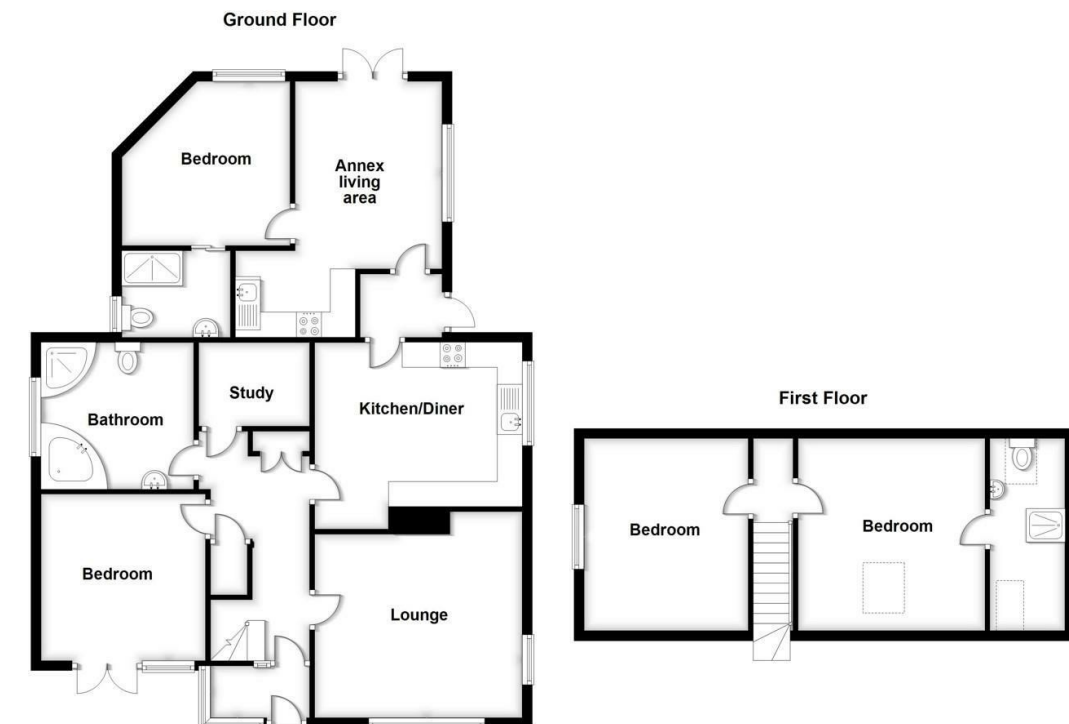 Ground Floor
Bedroom
Annex
living
area
Study
Kitchen/Diner
Bathroom
Bedroom
Lounge
First Floor
Bedroom
Bedroom